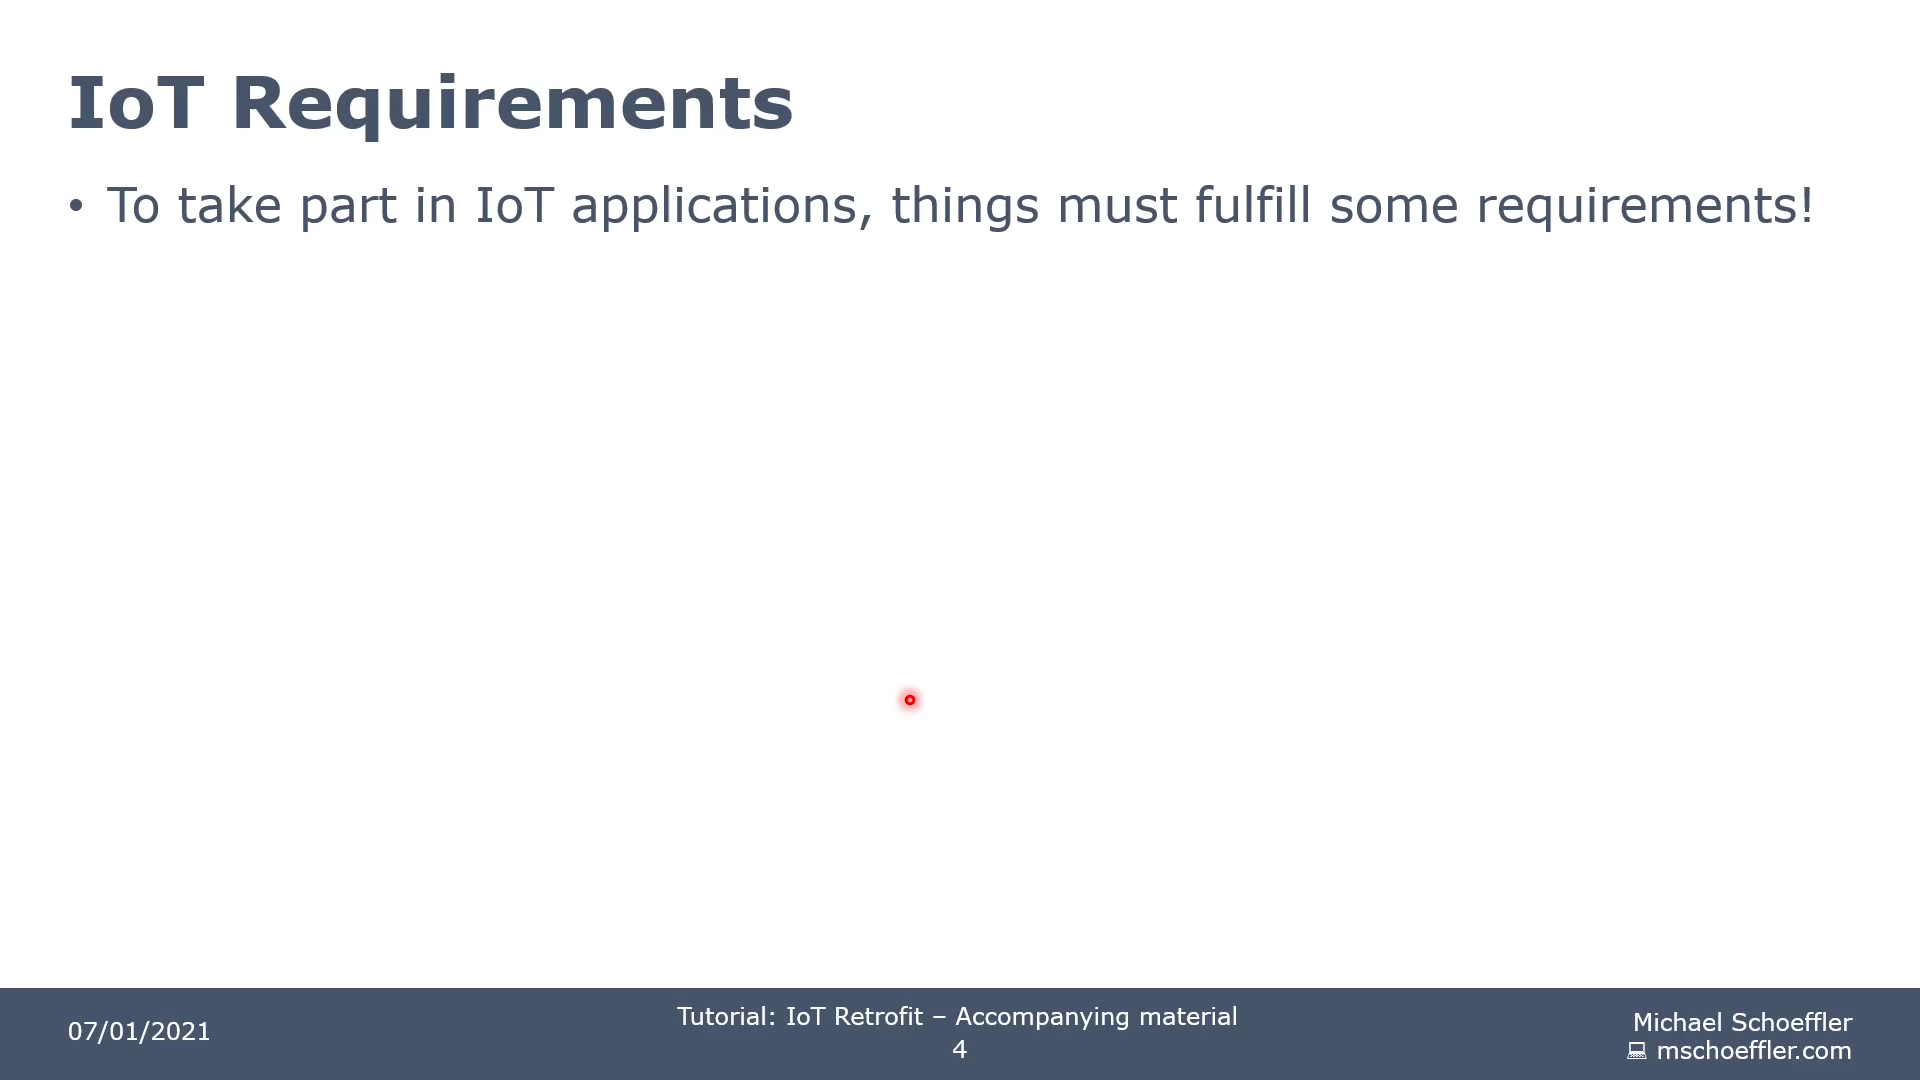 IoT Requirements
• To take part in IoT applications, things must fulfill some requirements!
07/01/2021
Tutorial: IoT Retrofit – Accompanying material
4
Michael Schoeffler
💻 mschoeffler.com